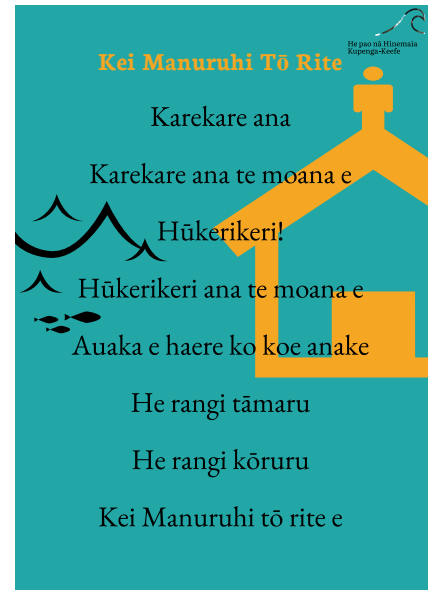 He pao nā Hinemaia
Kupenga-Keefe
Kei Manuruhi Tō Rite
Karekare ana
Karekare ana te moana e
Hūkerikeri!
Hūkerikeri ana te moana e
Auaka e haere ko koe anake
He rangi tāmaru
He rangi kōruru
Kei Manuruhi tō rite e